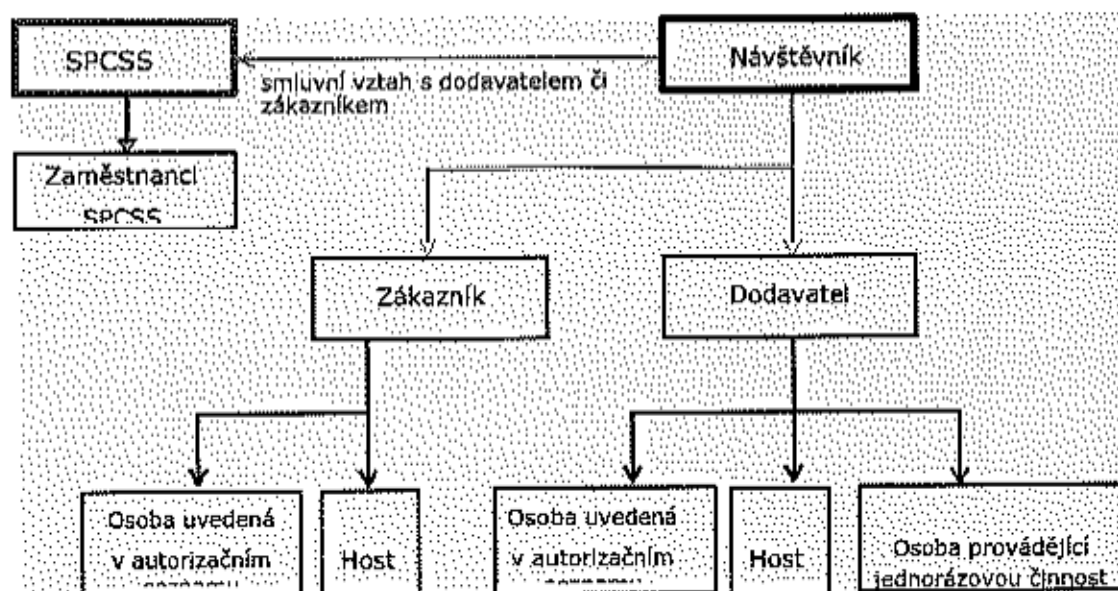 SPCSS
Návštěvník
smluvní vztah s dodavatelem či
zákazníkem
Zaměstnanci
SPCSS
Zákazník
Dodavatel
Osoba uvedená
v autorizačním
Host
Osoba uvedená
v autorizačním
Host
Osoba provádějící
jednorázovou činnost